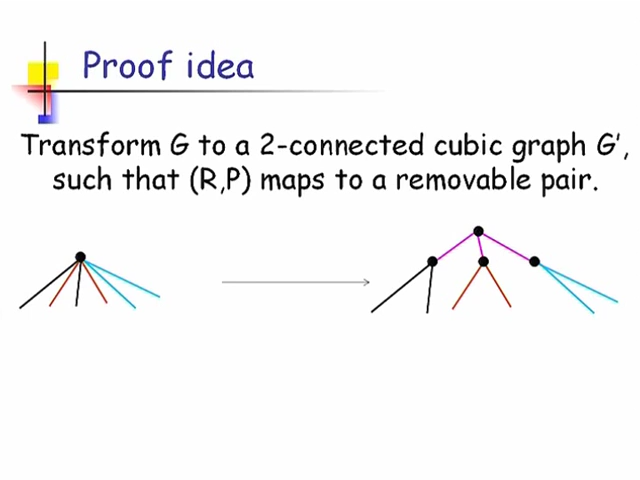 Proof idea
Transform G to a 2-connected cubic graph G',
such that (R,P) maps to a removable pair.